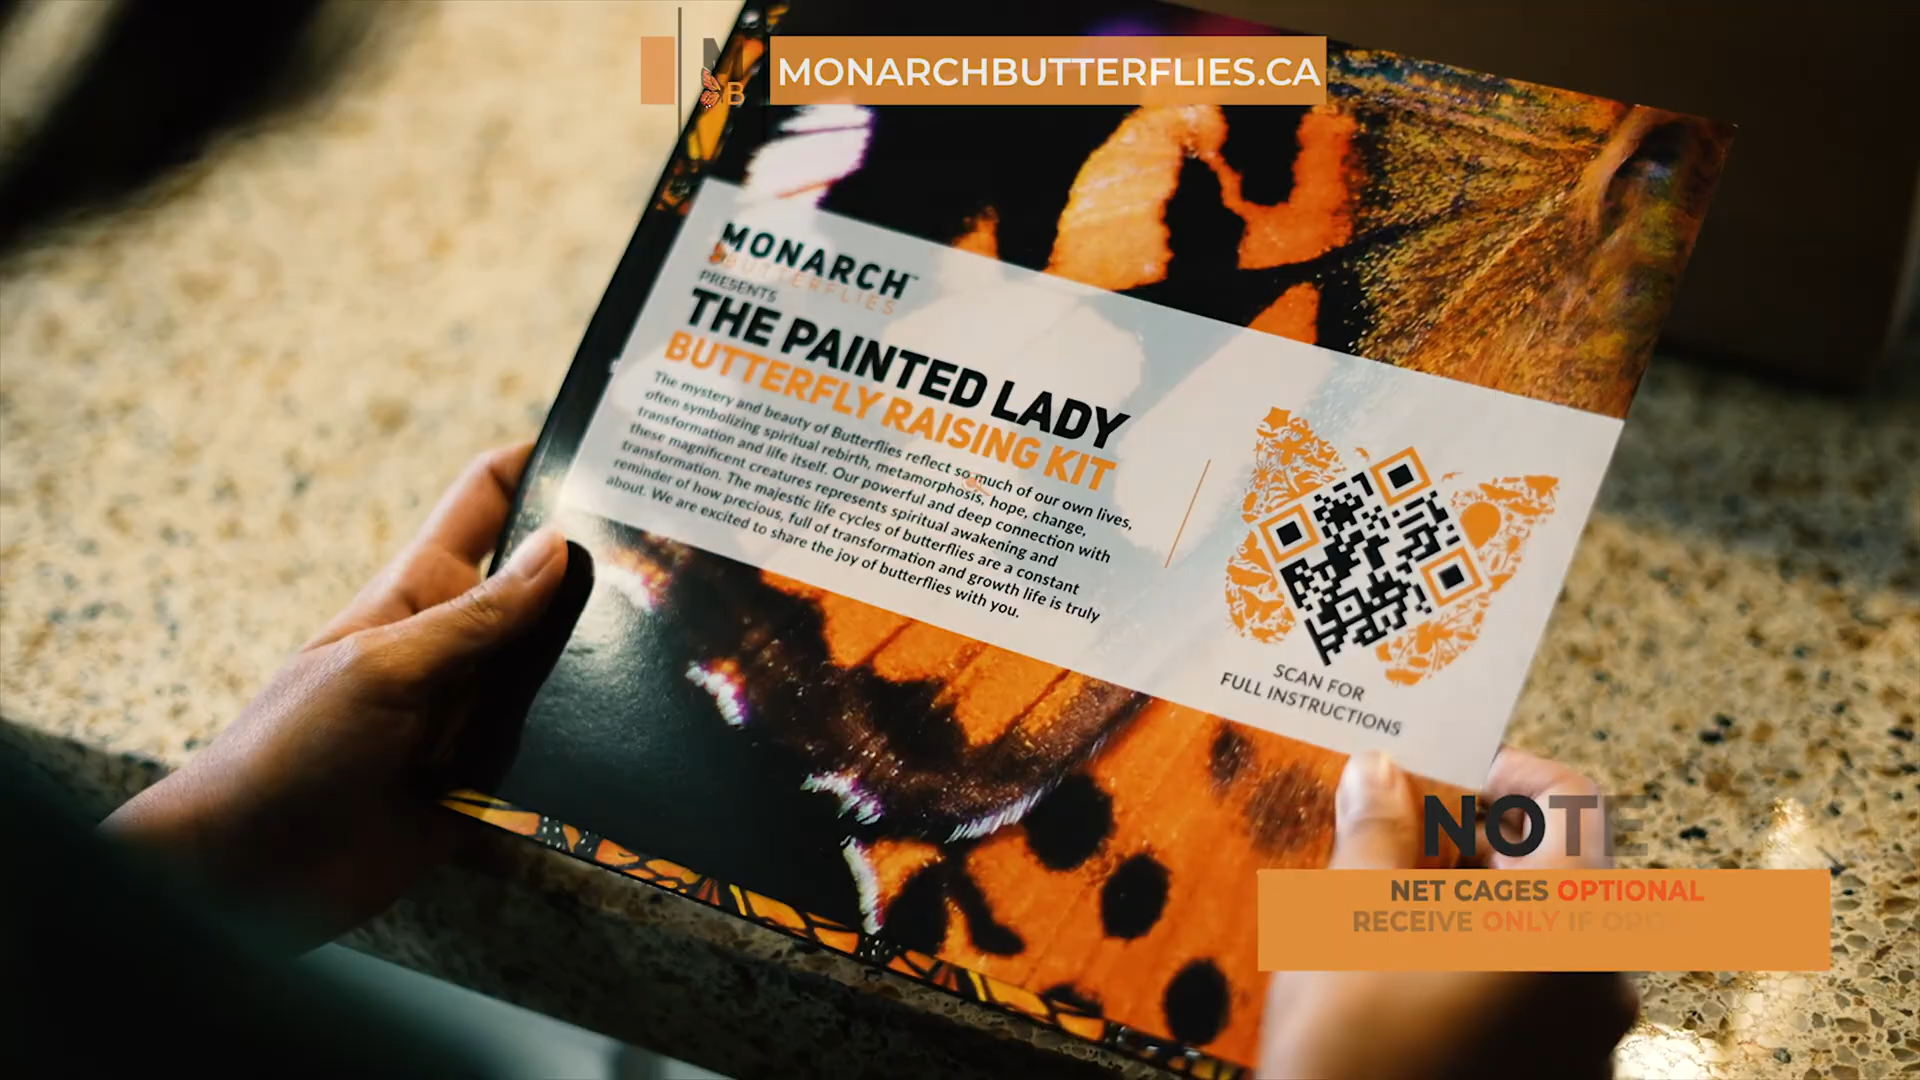 MONARCHBUTTERFLIES.CA
B
MONARCH™
BUTTERFLIES
PRESENTS
THE PAINTED LADY
BUTTERFLY RAISING KIT
The mystery and beauty of Butterflies reflect so much of our own lives,
often symbolizing spiritual rebirth, metamorphosis, hope, change,
transformation and life itself. Our powerful and deep connection with
these magnificent creatures represents spiritual awakening and
transformation. The majestic life cycles of butterflies are a constant
reminder of how precious, full of transformation and growth life is truly
about. We are excited to share the joy of butterflies with you.
SCAN FOR
FULL INSTRUCTIONS
NOTE
NET CAGES OPTIONAL
RECEIVE ONLY IF